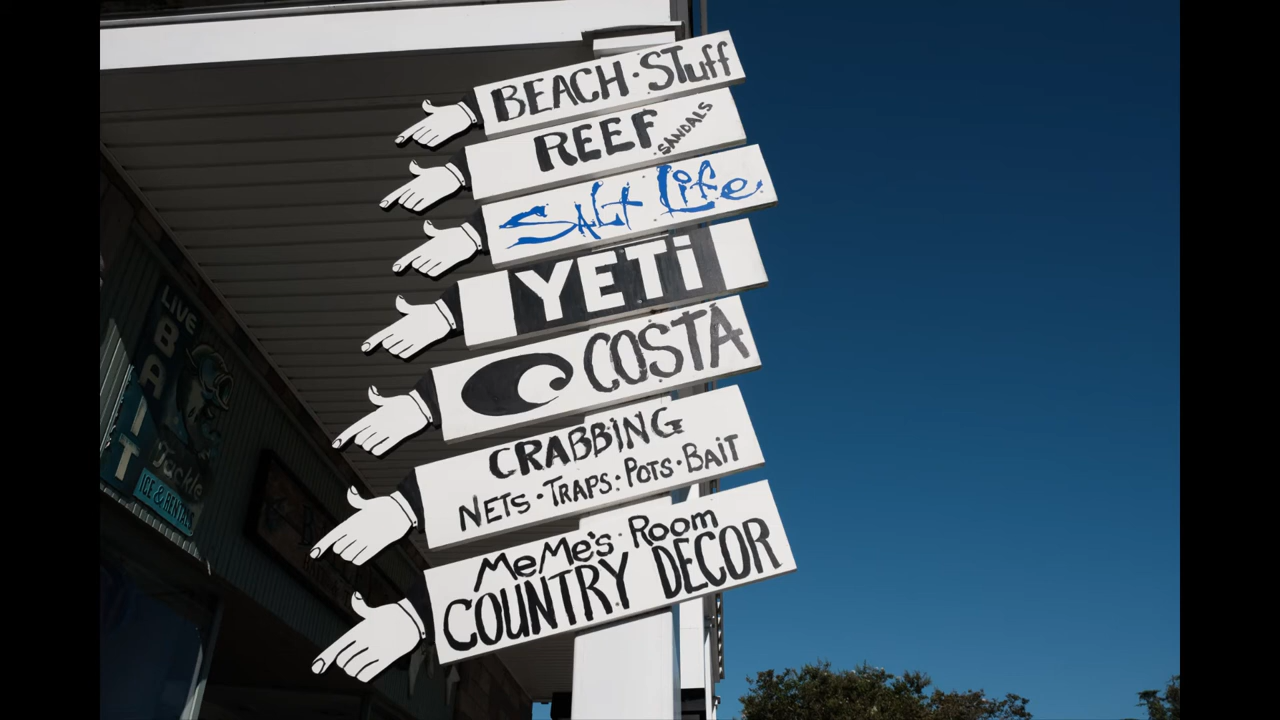 BEACH·STuff
REEF SANDALS
SALT Life
YETi
COSTA
CRABBiNG
NETS·TRAPS:POTS·BAiT
MeMe's Room
COUNTRY DECOR
LIVE
BAIT
Tackle
ICE & RENTALS